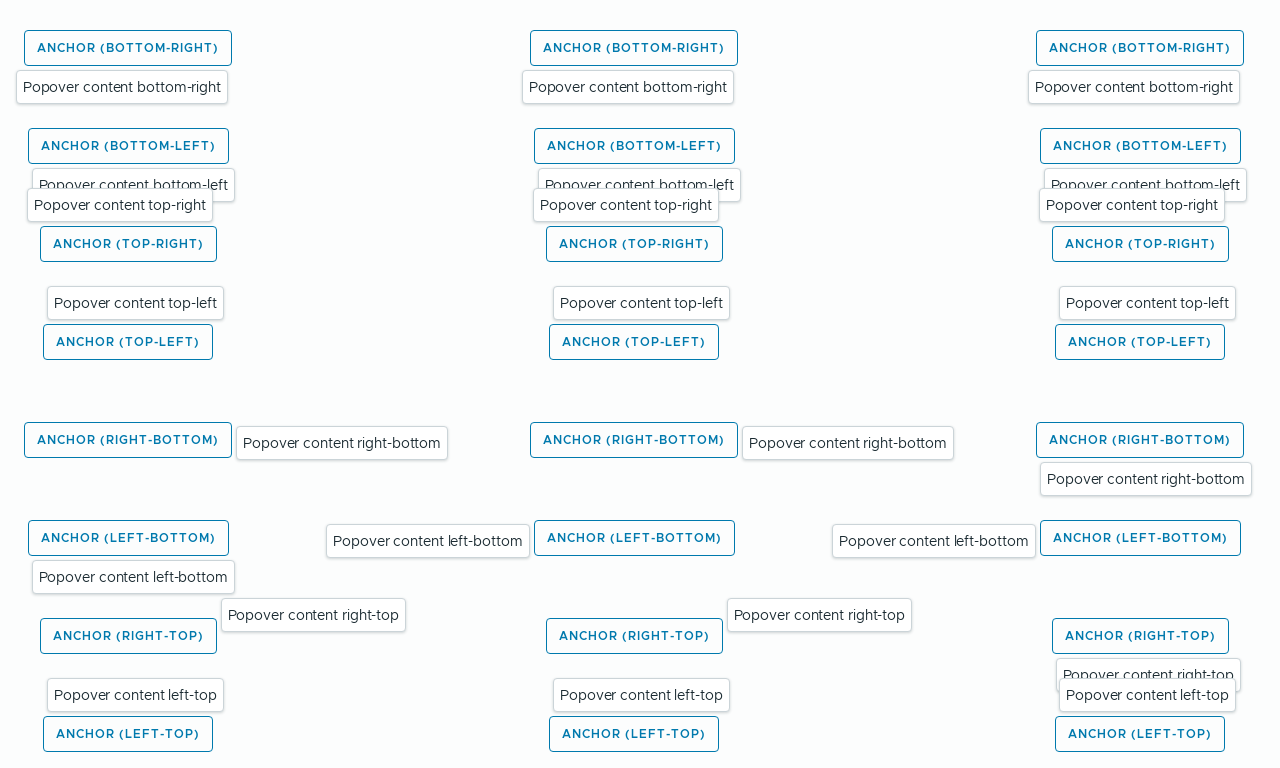 ANCHOR (BOTTOM-RIGHT) ANCHOR (BOTTOM-RIGHT) ANCHOR (BOTTOM-RIGHT)
Popover content bottom-right Popover content bottom-right Popover content bottom-right
ANCHOR (BOTTOM-LEFT) ANCHOR (BOTTOM-LEFT) ANCHOR (BOTTOM-LEFT)
Popover content bottom-left Popover content bottom-left Popover content bottom-left
Popover content top-right Popover content top-right Popover content top-right
ANCHOR (TOP-RIGHT) ANCHOR (TOP-RIGHT) ANCHOR (TOP-RIGHT)
Popover content top-left Popover content top-left Popover content top-left
ANCHOR (TOP-LEFT) ANCHOR (TOP-LEFT) ANCHOR (TOP-LEFT)
ANCHOR (RIGHT-BOTTOM) Popover content right-bottom ANCHOR (RIGHT-BOTTOM) Popover content right-bottom ANCHOR (RIGHT-BOTTOM)
Popover content right-bottom
ANCHOR (LEFT-BOTTOM) Popover content left-bottom ANCHOR (LEFT-BOTTOM) Popover content left-bottom ANCHOR (LEFT-BOTTOM)
Popover content left-bottom
Popover content right-top Popover content right-top
ANCHOR (RIGHT-TOP) ANCHOR (RIGHT-TOP) ANCHOR (RIGHT-TOP)
Popover content right-top
Popover content left-top Popover content left-top Popover content left-top
ANCHOR (LEFT-TOP) ANCHOR (LEFT-TOP) ANCHOR (LEFT-TOP)